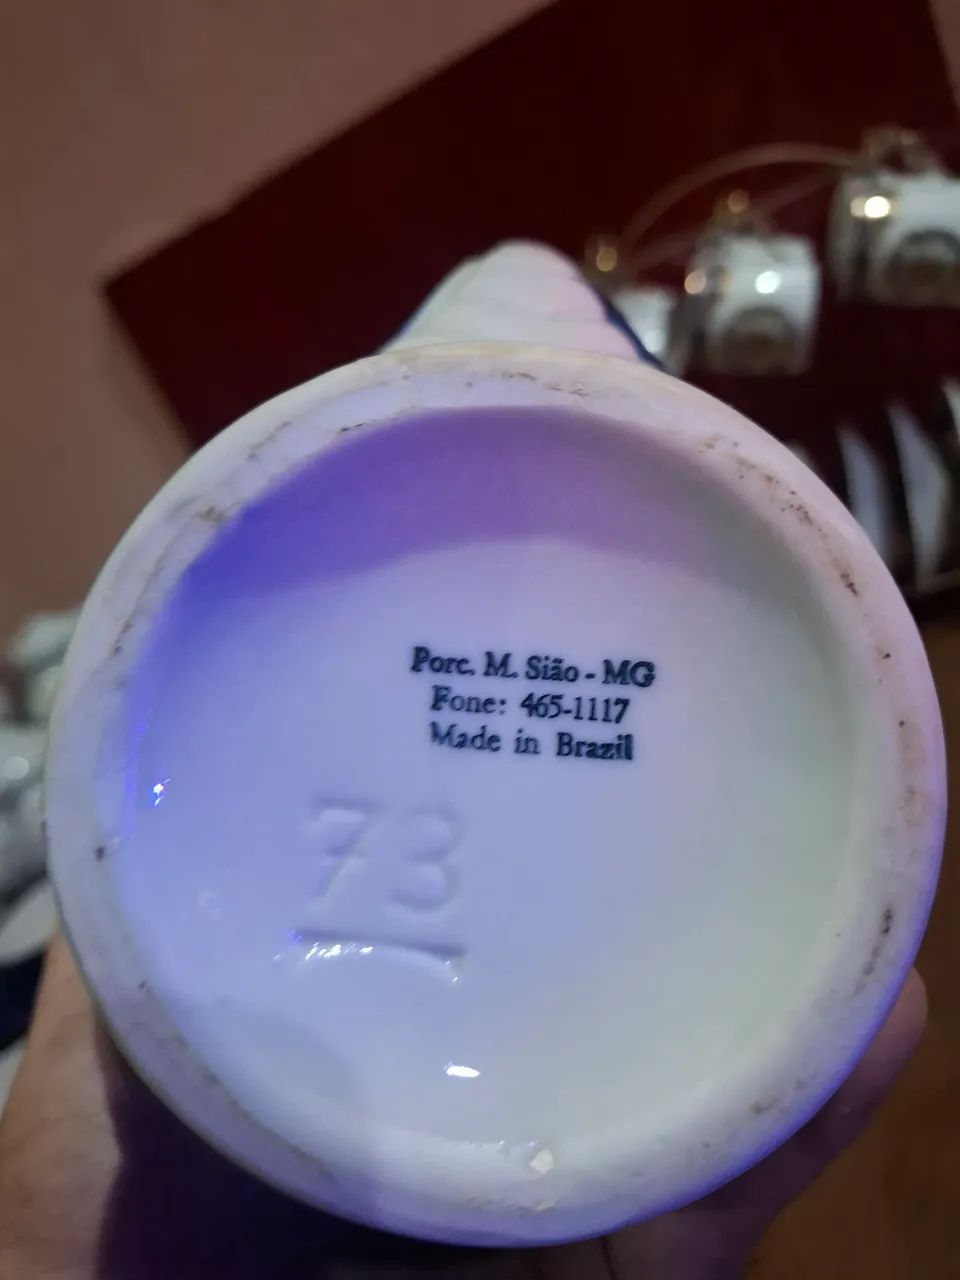 Porc. M. Sião - MG
Fone: 465-1117
Made in Brazil
73